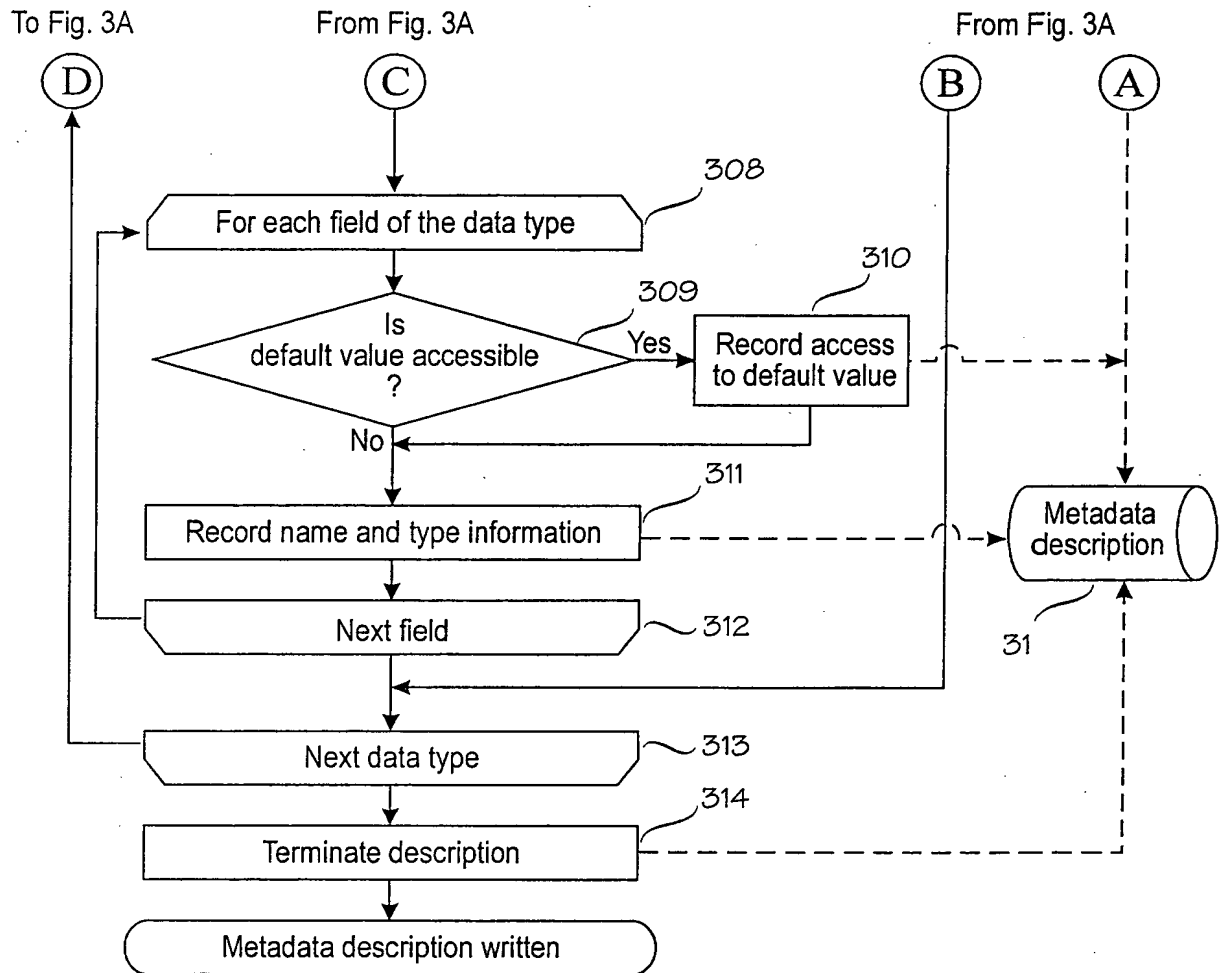 To Fig. 3A
From Fig. 3A
From Fig. 3A
D
C
B
A
308
For each field of the data type
309
310
Is
default value accessible
?
Yes
Record access
to default value
No
311
Record name and type information
Metadata
description
31
Next field
312
Next data type
313
314
Terminate description
Metadata description written